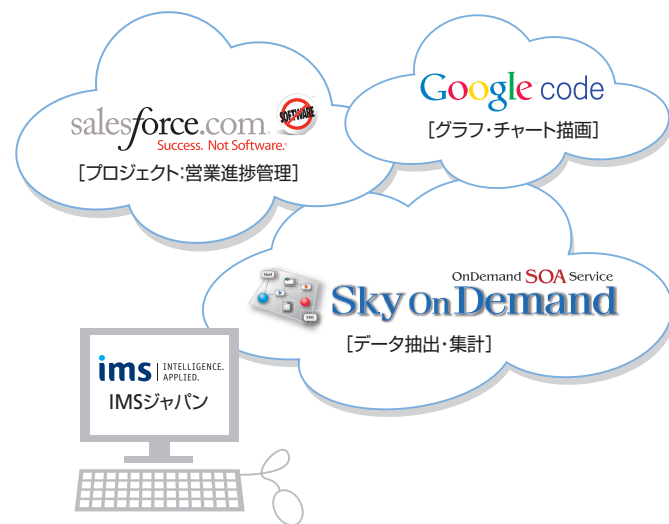 salesforce.com
SOFTWARE
Success. Not Software.
[プロジェクト:営業進捗管理]
Google code
[グラフ・チャート描画]
OnDemand SOA Service
Sky on Demand
[データ抽出・集計]
ims INTELLIGENCE.
APPLIED.
IMSジャパン